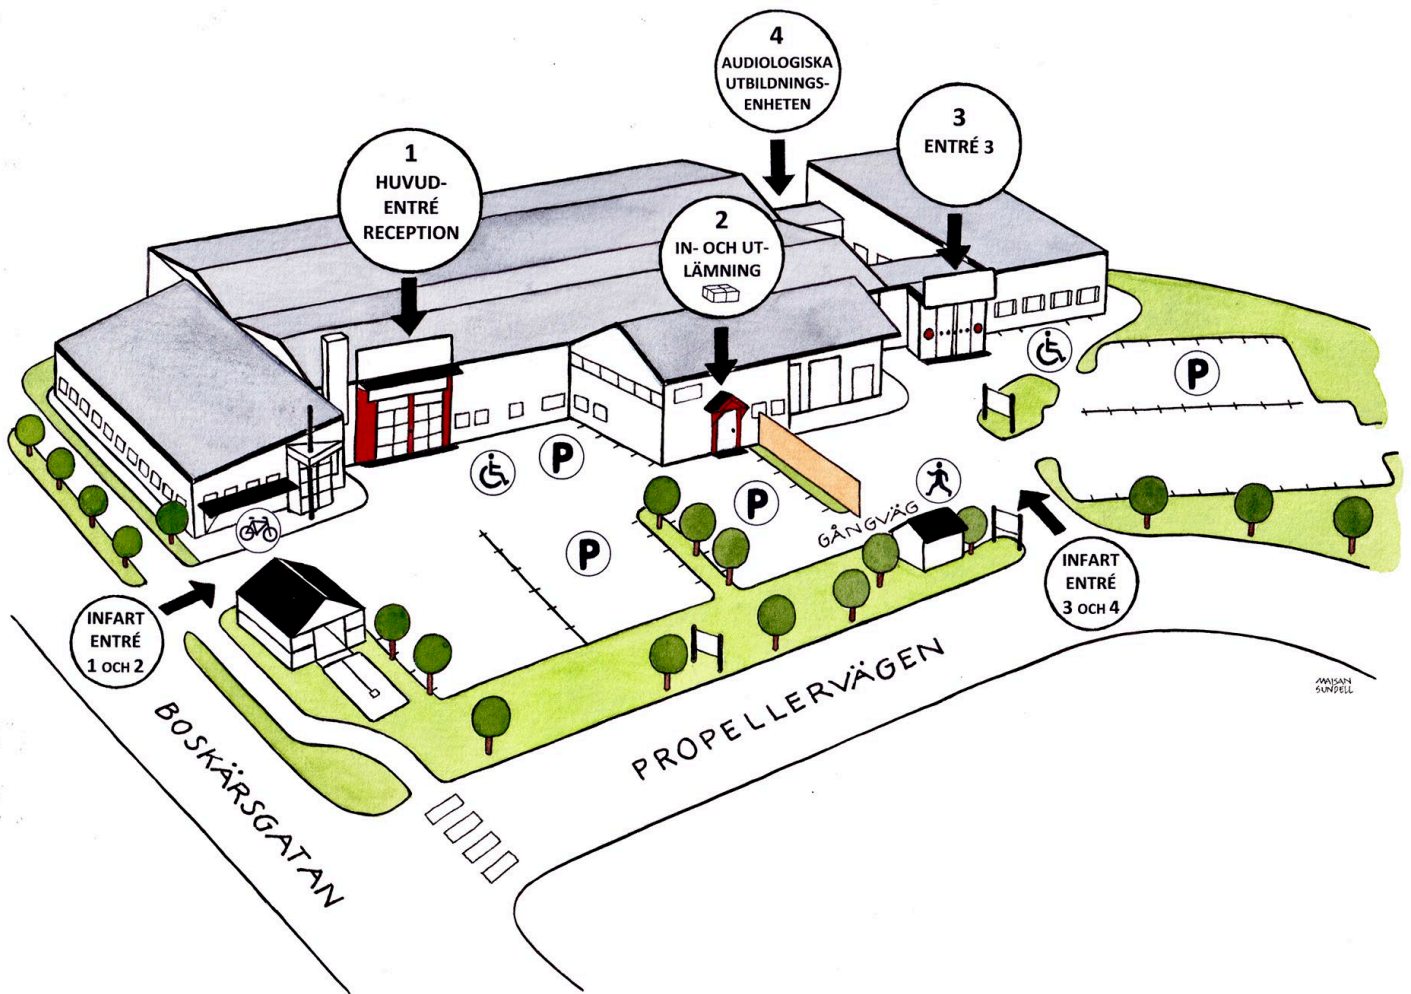 4
AUDIOLOGISKA
UTBILDNINGS-
ENHETEN
3
ENTRÉ 3
1
HUVUD-
ENTRÉ
RECEPTION
2
IN- OCH UT-
LÄMNING
P
P
P
P
GÅNGVÄG
INFART
ENTRÉ
3 OCH 4
INFART
ENTRÉ
1 OCH 2
BOSKÄRSGATAN
PROPELLERVÄGEN
MAJSAN
SUNDELL